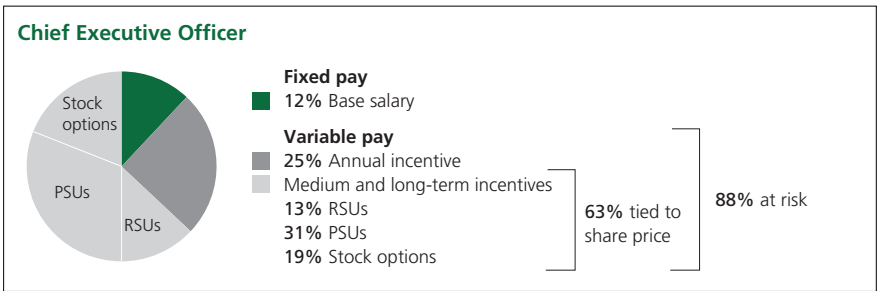 Chief Executive Officer
Stock
options
PSUs
RSUs
Fixed pay
12% Base salary
Variable pay
25% Annual incentive
Medium and long-term incentives
13% RSUs
31% PSUs
19% Stock options
63% tied to
share price
88% at risk